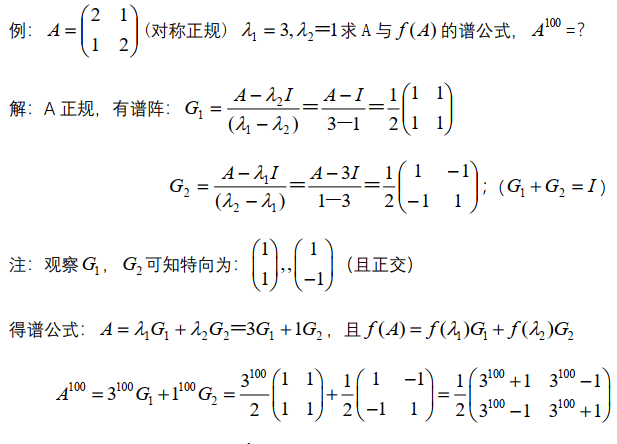 例：$A=\begin{pmatrix}2&1\\1&2\end{pmatrix}$(对称正规) $\lambda_1=3,\lambda_2=1$求 A 与 $f(A)$ 的谱公式，$A^{100}$=?
解：A 正规，有谱阵：$G_1=\frac{A-\lambda_2 I}{(\lambda_1-\lambda_2)}=\frac{A-I}{3-1}=\frac{1}{2}\begin{pmatrix}1&1\\1&1\end{pmatrix}$
$G_2=\frac{A-\lambda_1 I}{(\lambda_2-\lambda_1)}=\frac{A-3I}{1-3}=\frac{1}{2}\begin{pmatrix}1&-1\\-1&1\end{pmatrix}$；($G_1+G_2=I$)
注：观察$G_1$，$G_2$可知特向为：$\begin{pmatrix}1\\1\end{pmatrix},,\begin{pmatrix}1\\-1\end{pmatrix}$（且正交）
得谱公式：$A=\lambda_1G_1+\lambda_2G_2=3G_1+1G_2$，且$f(A)=f(\lambda_1)G_1+f(\lambda_2)G_2$
$A^{100}=3^{100}G_1+1^{100}G_2=\frac{3^{100}}{2}\begin{pmatrix}1&1\\1&1\end{pmatrix}+\frac{1}{2}\begin{pmatrix}1&-1\\-1&1\end{pmatrix}=\frac{1}{2}\begin{pmatrix}3^{100}+1&3^{100}-1\\3^{100}-1&3^{100}+1\end{pmatrix}$